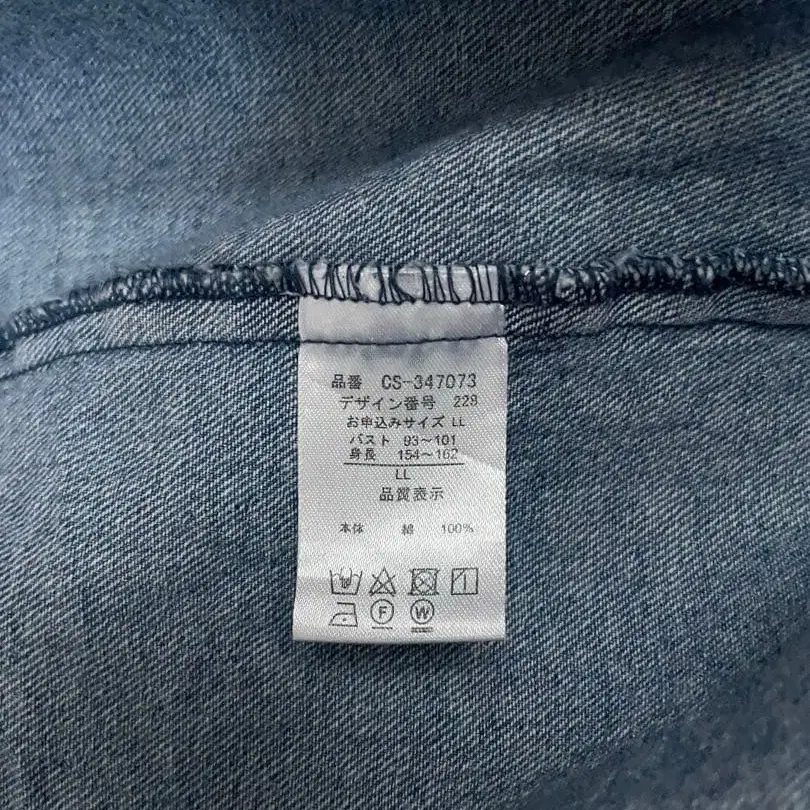 品番 CS-347073
デザイン番号 229
お申込みサイズ LL
バスト 93～101
身長 154～162
LL
品質表示
本体 綿 100%
F W